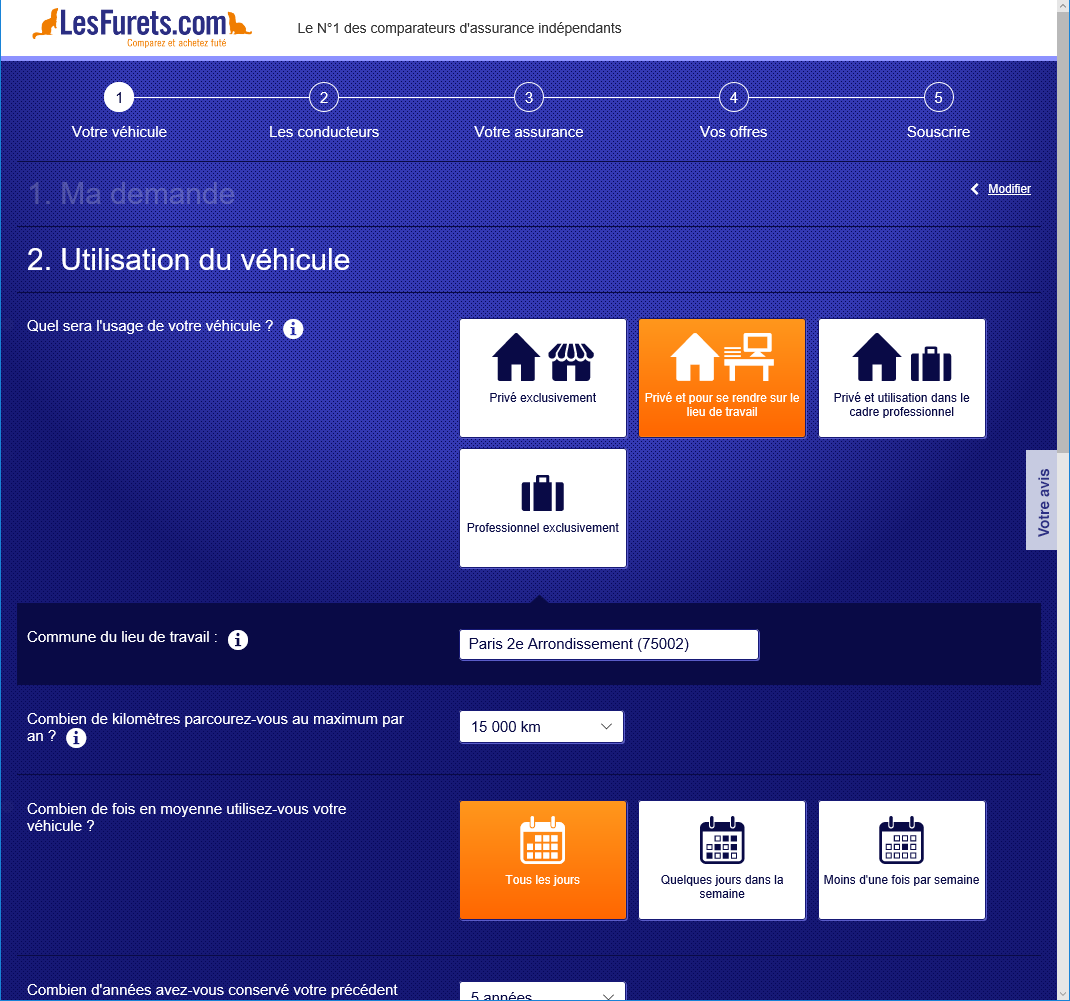 LesFurets.com
Comparez et achetez futé
Le N°1 des comparateurs d'assurance indépendants
1
2
3
4
5
Votre véhicule
Les conducteurs
Votre assurance
Vos offres
Souscrire
1. Ma demande
Modifier
2. Utilisation du véhicule
Quel sera l'usage de votre véhicule ?
Privé exclusivement
Privé et pour se rendre sur le
lieu de travail
Privé et utilisation dans le
cadre professionnel
Professionnel exclusivement
Votre avis
Commune du lieu de travail :
Paris 2e Arrondissement (75002)
Combien de kilomètres parcourez-vous au maximum par
an ?
15 000 km
Combien de fois en moyenne utilisez-vous votre
véhicule ?
Tous les jours
Quelques jours dans la
semaine
Moins d'une fois par semaine
Combien d'années avez-vous conservé votre précédent
5 années